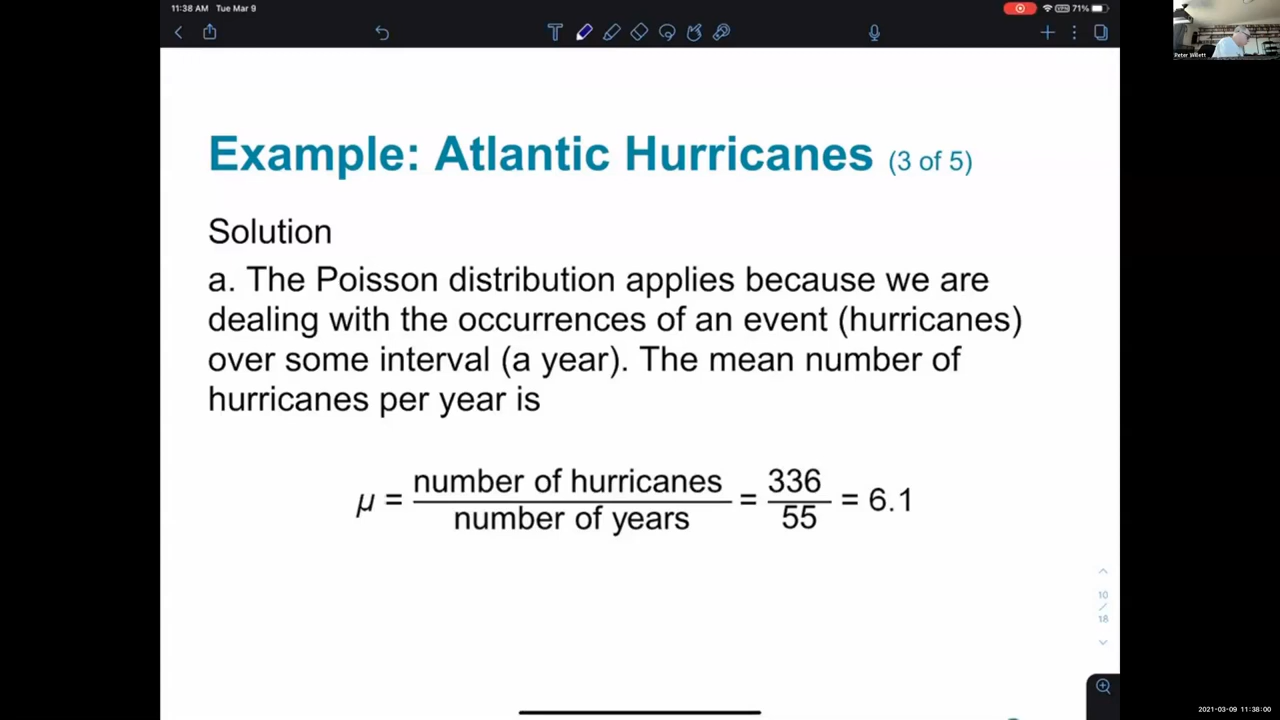 11:38 AM Tue Mar 9
71%
Example: Atlantic Hurricanes (3 of 5)
Solution
a. The Poisson distribution applies because we are
dealing with the occurrences of an event (hurricanes)
over some interval (a year). The mean number of
hurricanes per year is
μ = number of hurricanes / number of years = 336 / 55 = 6.1
10
/
18
2021-03-09 11:38:00